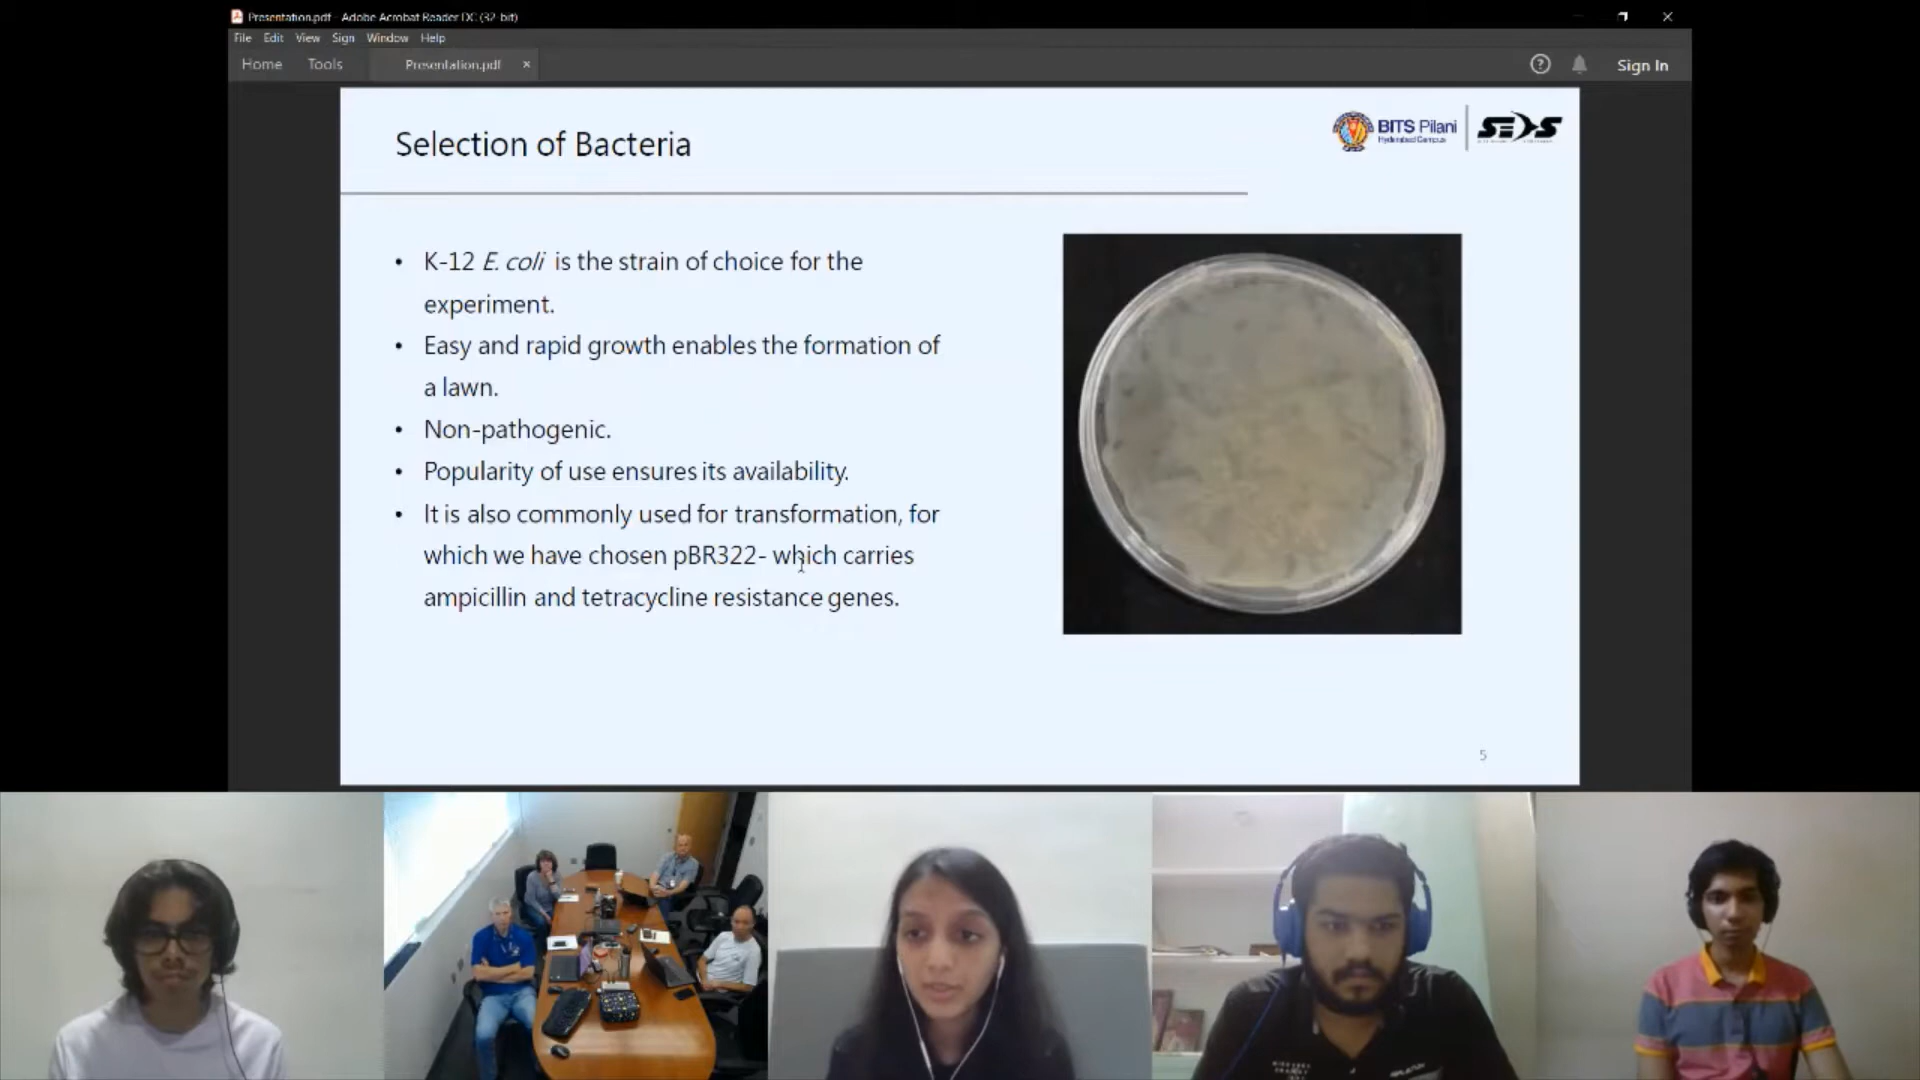 Presentation.pdf - Adobe Acrobat Reader DC (32-bit)
File Edit View Sign Window Help
Home Tools Presentation.pdf × Sign In
Selection of Bacteria
BITS Pilani
Hyderabad Campus
SEDS
• K-12 E. coli is the strain of choice for the
experiment.
• Easy and rapid growth enables the formation of
a lawn.
• Non-pathogenic.
• Popularity of use ensures its availability.
• It is also commonly used for transformation, for
which we have chosen pBR322- which carries
ampicillin and tetracycline resistance genes.
5